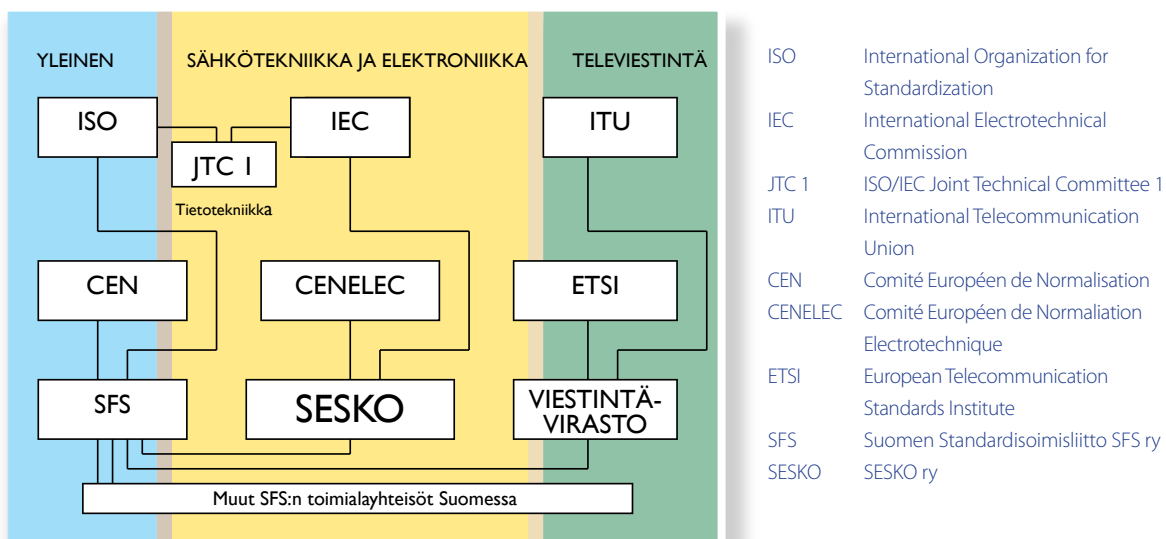 YLEINEN
SÄHKÖTEKNIIKKA JA ELEKTRONIIKKA
TELEVIESTINTÄ
ISO
IEC
ITU
JTC 1
Tietotekniikka
CEN
CENELEC
ETSI
SFS
SESKO
VIESTINTÄ-
VIRASTO
Muut SFS:n toimialayhteisöt Suomessa
ISO International Organization for
Standardization
IEC International Electrotechnical
Commission
JTC 1 ISO/IEC Joint Technical Committee 1
ITU International Telecommunication
Union
CEN Comité Européen de Normalisation
CENELEC Comité Européen de Normaliation
Electrotechnique
ETSI European Telecommunication
Standards Institute
SFS Suomen Standardisoimisliitto SFS ry
SESKO SESKO ry